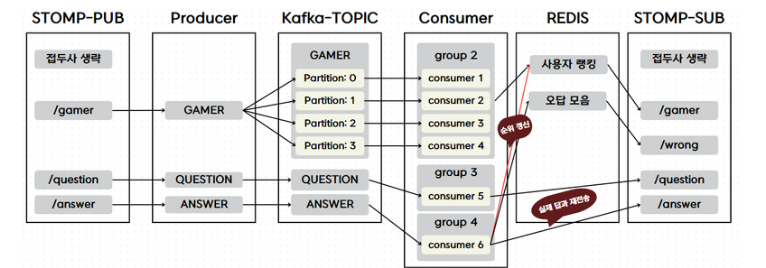 STOMP-PUB
접두사 생략
/gamer
/question
/answer
Producer
GAMER
QUESTION
ANSWER
Kafka-TOPIC
GAMER
Partition: 0
Partition: 1
Partition: 2
Partition: 3
QUESTION
ANSWER
Consumer
group 2
consumer 1
consumer 2
consumer 3
consumer 4
group 3
consumer 5
group 4
consumer 6
REDIS
사용자 랭킹
오답 모음
순위 갱신
실제 답과 재전송
STOMP-SUB
접두사 생략
/gamer
/wrong
/question
/answer